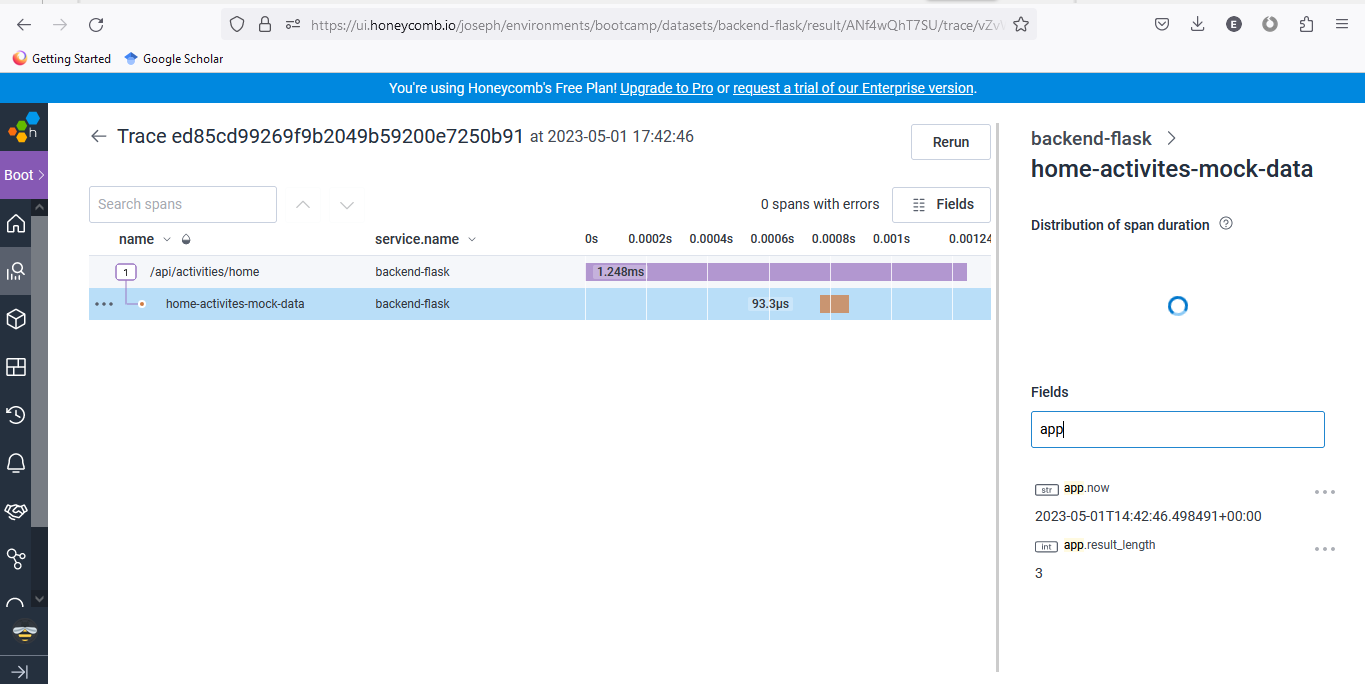 https://ui.honeycomb.io/joseph/environments/bootcamp/datasets/backend-flask/result/ANf4wQhT7SU/trace/vZvV
E
Getting Started
Google Scholar
You're using Honeycomb's Free Plan! Upgrade to Pro or request a trial of our Enterprise version.
h
Boot
Trace ed85cd99269f9b2049b59200e7250b91 at 2023-05-01 17:42:46
Rerun
Search spans
0 spans with errors
Fields
name
service.name
0s 0.0002s 0.0004s 0.0006s 0.0008s 0.001s 0.00124
1 /api/activities/home backend-flask 1.248ms
home-activites-mock-data backend-flask 93.3µs
backend-flask
home-activites-mock-data
Distribution of span duration
Fields
app
str app.now
2023-05-01T14:42:46.498491+00:00
int app.result_length
3